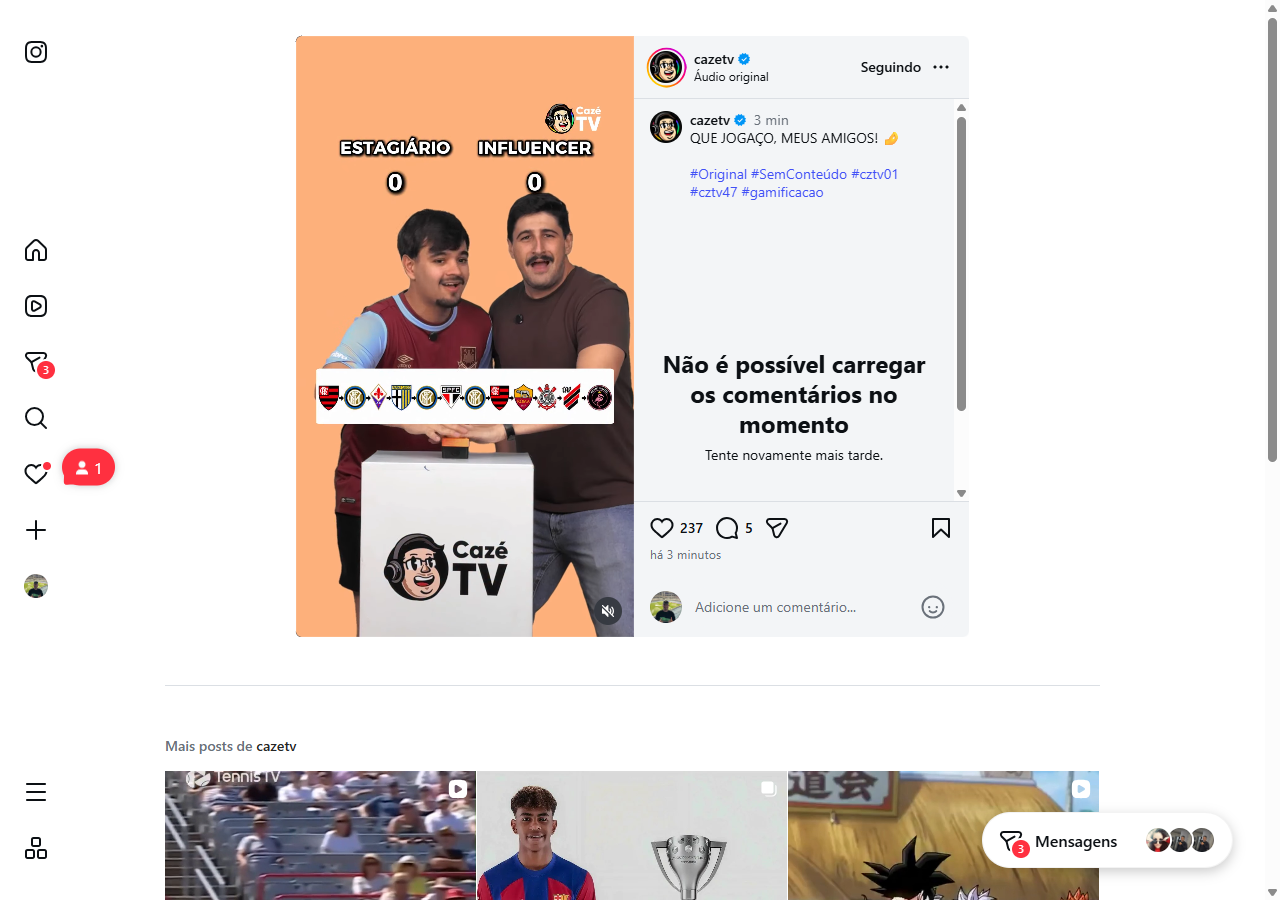 Cazé
TV
ESTAGIÁRIO INFLUENCER
0 0
Cazé
TV
cazetv
Áudio original
Seguindo
cazetv 3 min
QUE JOGAÇO, MEUS AMIGOS! 🤌
#Original #SemConteúdo #cztv01
#cztv47 #gamificacao
Não é possível carregar
os comentários no
momento
Tente novamente mais tarde.
237 5
há 3 minutos
Adicione um comentário...
3
1
Mais posts de cazetv
TennisTV
3
Mensagens